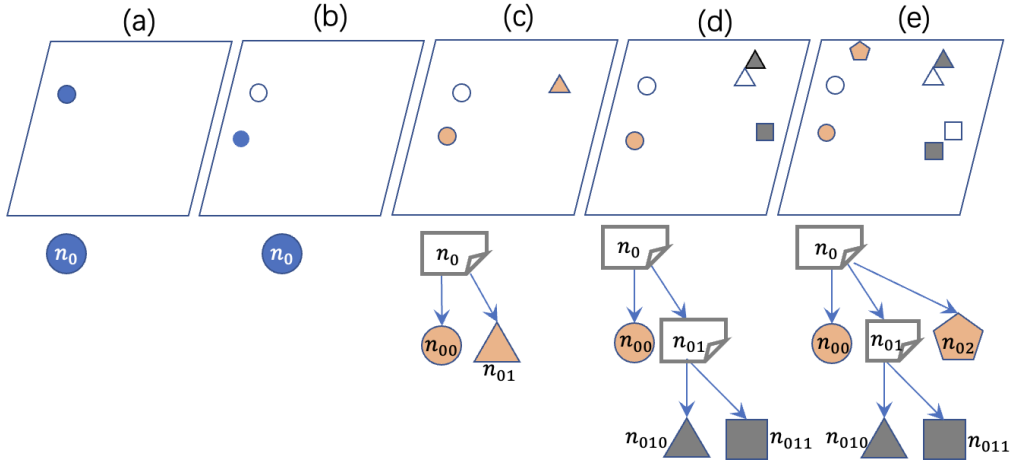 (a) (b) (c) (d) (e)
n₀ n₀ n₀ n₀ n₀
n₀₀ n₀₁ n₀₀ n₀₁ n₀₀ n₀₁ n₀₂
n₀₁₀ n₀₁₁ n₀₁₀ n₀₁₁